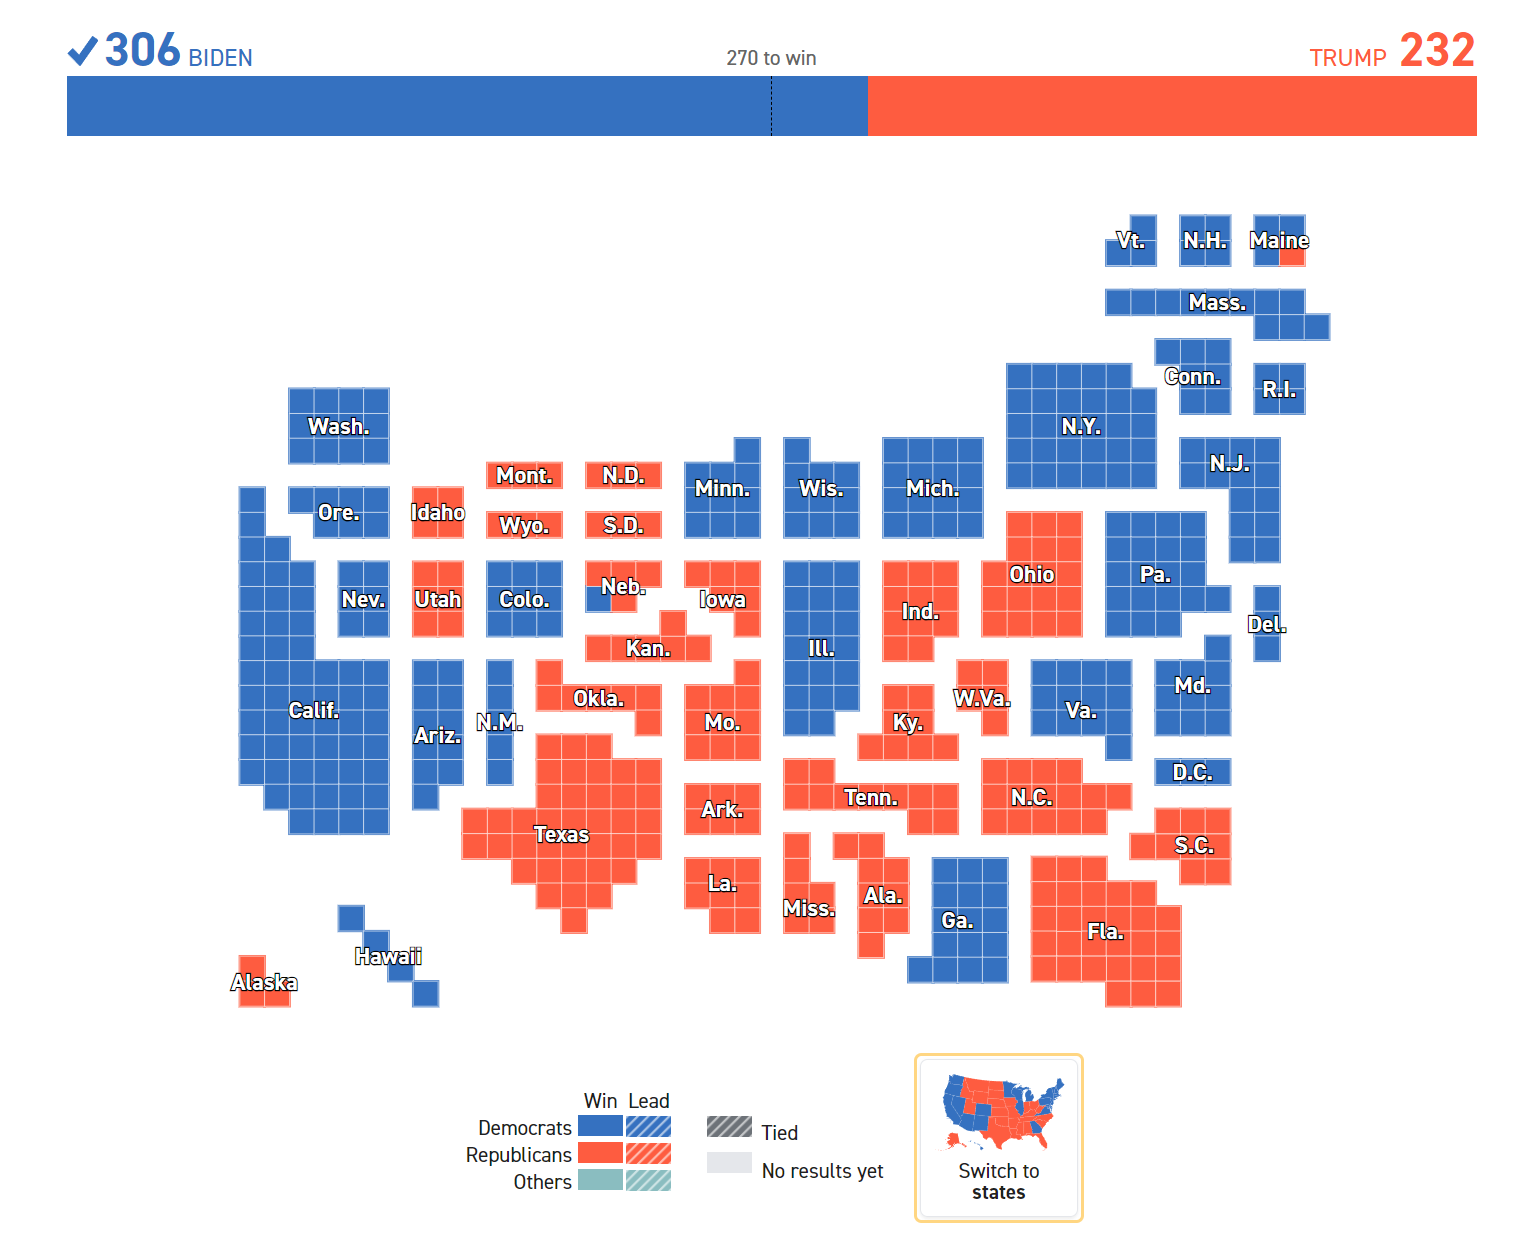 306 BIDEN
270 to win
TRUMP 232
Vt.
N.H.
Maine
Mass.
Conn.
R.I.
Wash.
N.Y.
N.J.
Mont.
N.D.
Minn.
Wis.
Mich.
Ore.
Idaho
Wyo.
S.D.
Ohio
Pa.
Nev.
Utah
Colo.
Neb.
Iowa
Ind.
Del.
Kan.
Ill.
Md.
Calif.
Ariz.
N.M.
Okla.
Mo.
Ky.
W.Va.
Va.
D.C.
Texas
Ark.
Tenn.
N.C.
S.C.
La.
Miss.
Ala.
Ga.
Fla.
Hawaii
Alaska
Win Lead
Democrats
Republicans
Others
Tied
No results yet
Switch to
states